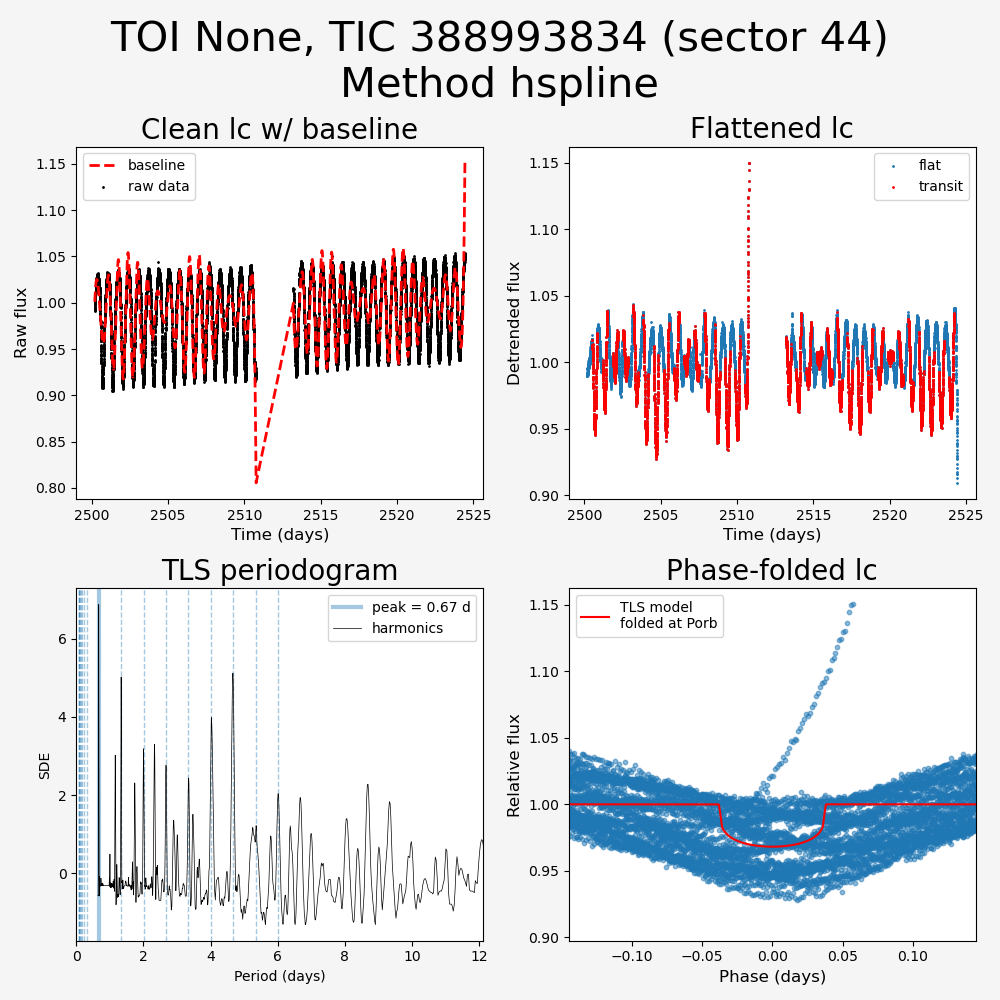 TOI None, TIC 388993834 (sector 44)
Method hspline
Clean lc w/ baseline
Flattened lc
baseline
raw data
flat
transit
1.15
1.10
1.05
1.00
0.95
0.90
0.85
0.80
Raw flux
2500
2505
2510
2515
2520
2525
Time (days)
1.15
1.10
1.05
1.00
0.95
0.90
Detrended flux
2500
2505
2510
2515
2520
2525
Time (days)
TLS periodogram
Phase-folded lc
peak = 0.67 d
harmonics
6
4
2
0
SDE
0
2
4
6
8
10
12
Period (days)
TLS model
folded at Porb
1.15
1.10
1.05
1.00
0.95
0.90
Relative flux
−0.10
−0.05
0.00
0.05
0.10
Phase (days)